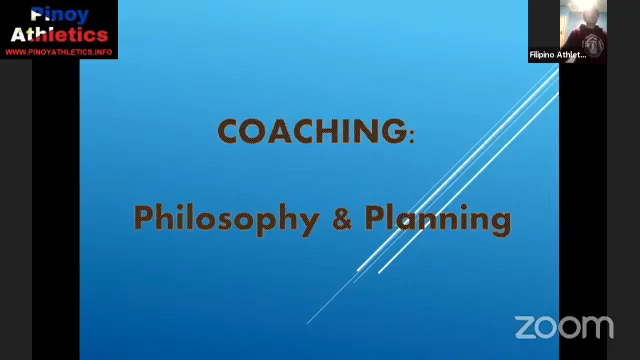 Pinoy
Athletics
WWW.PINOYATHLETICS.INFO
Filipino Athlet...
COACHING:
Philosophy & Planning
zoom